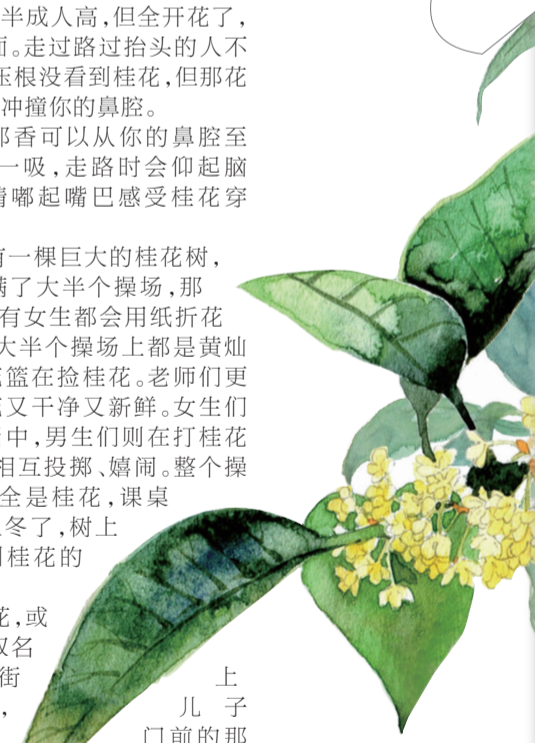 半成人高，但全开花了，
面。走过路过抬头的人不
压根没看到桂花，但那花
冲撞你的鼻腔。
那香可以从你的鼻腔至
一吸，走路时会仰起脑
睛嘟起嘴巴感受桂花穿
有一棵巨大的桂花树，
满了大半个操场，那
有女生都会用纸折花
大半个操场上都是黄灿
篮在捡桂花。老师们更
又干净又新鲜。女生们
中，男生们则在打桂花
相互投掷、嬉闹。整个操
全是桂花，课桌
冬了，树上
桂花的
花，或
取名
街 上
， 儿子
门前的那